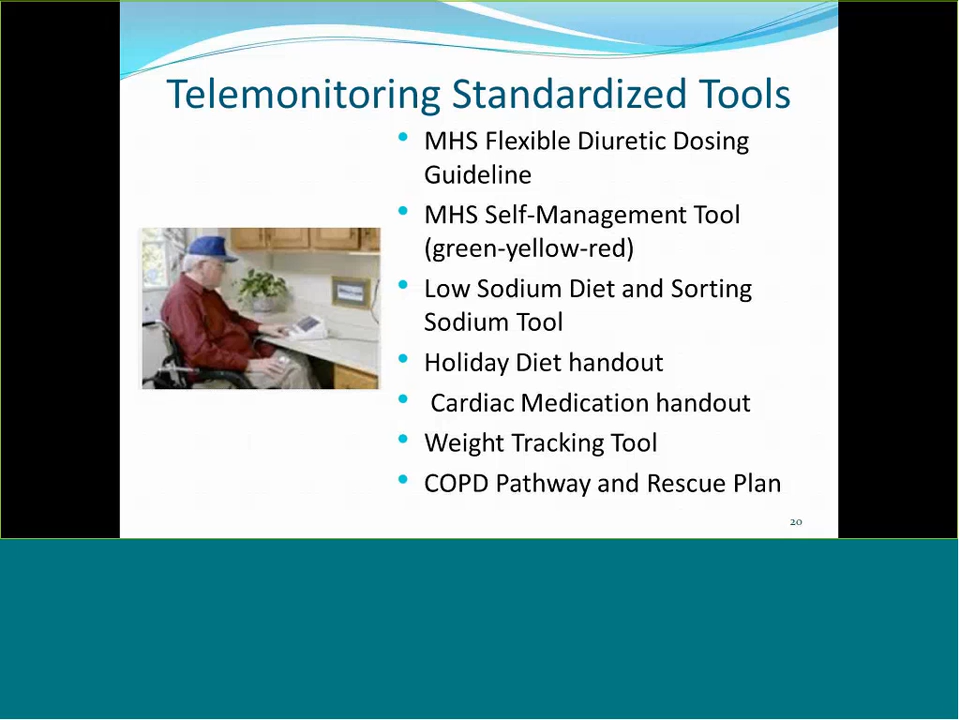 Telemonitoring Standardized Tools
• MHS Flexible Diuretic Dosing
Guideline
• MHS Self-Management Tool
(green-yellow-red)
• Low Sodium Diet and Sorting
Sodium Tool
• Holiday Diet handout
• Cardiac Medication handout
• Weight Tracking Tool
• COPD Pathway and Rescue Plan
20